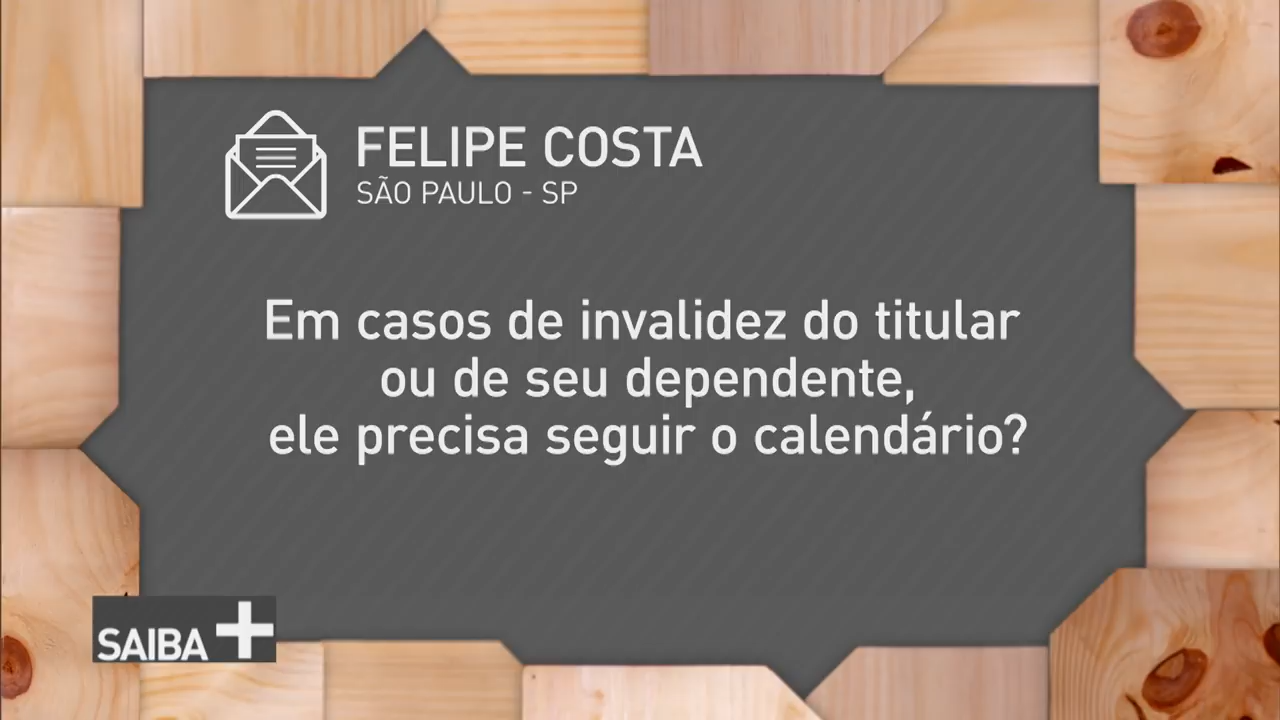 FELIPE COSTA
SÃO PAULO - SP
Em casos de invalidez do titular
ou de seu dependente,
ele precisa seguir o calendário?
SAIBA+